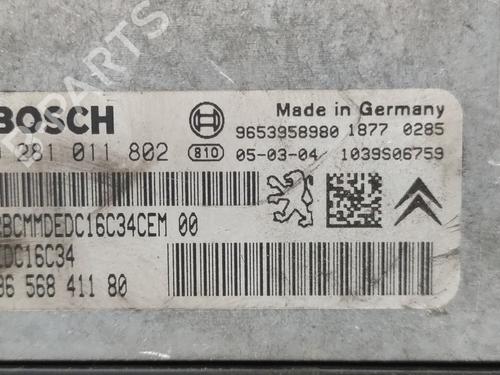 BOSCH
Made in Germany
9653958980 1877 0285
281 011 802
810
05-03-04
1039S06759
BCMMDEDC16C34CEM 00
DC16C34
96 568 411 80